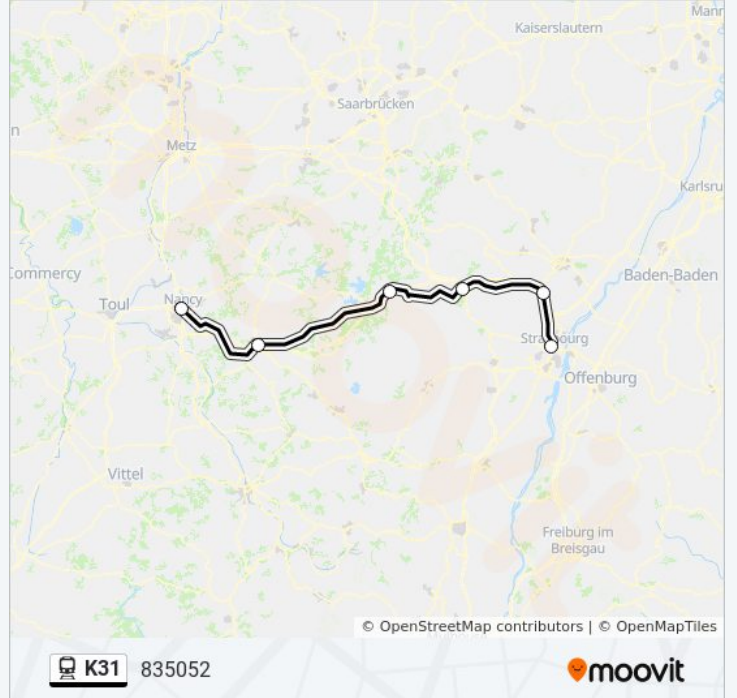 Mann
Kaiserslautern
Saarbrücken
n
Metz
Karlsru
Commercy
Baden-Baden
Toul
Nancy
Offenburg
Vittel
Freiburg im
Breisgau
© OpenStreetMap contributors | © OpenMapTiles
K31 835052
moovit